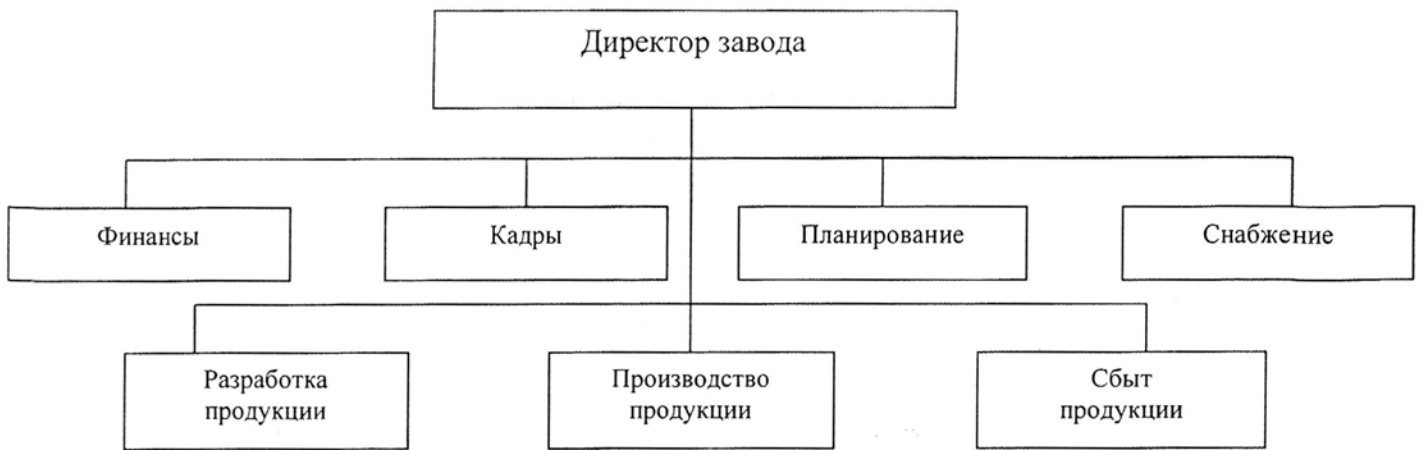 Директор завода
Финансы
Кадры
Планирование
Снабжение
Разработка
продукции
Производство
продукции
Сбыт
продукции